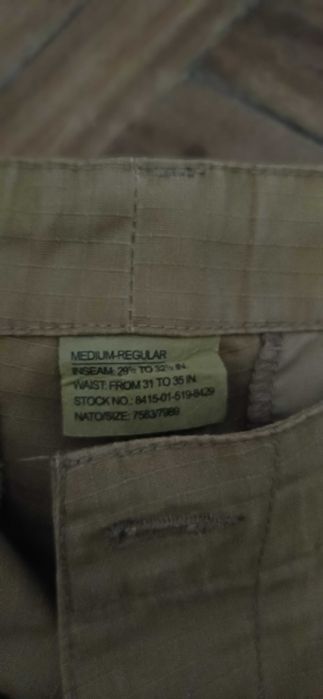 MEDIUM-REGULAR
INSEAM: 29½ TO 32½ IN.
WAIST: FROM 31 TO 35 IN.
STOCK NO.: 8415-01-519-8429
NATO/SIZE: 7583/7989